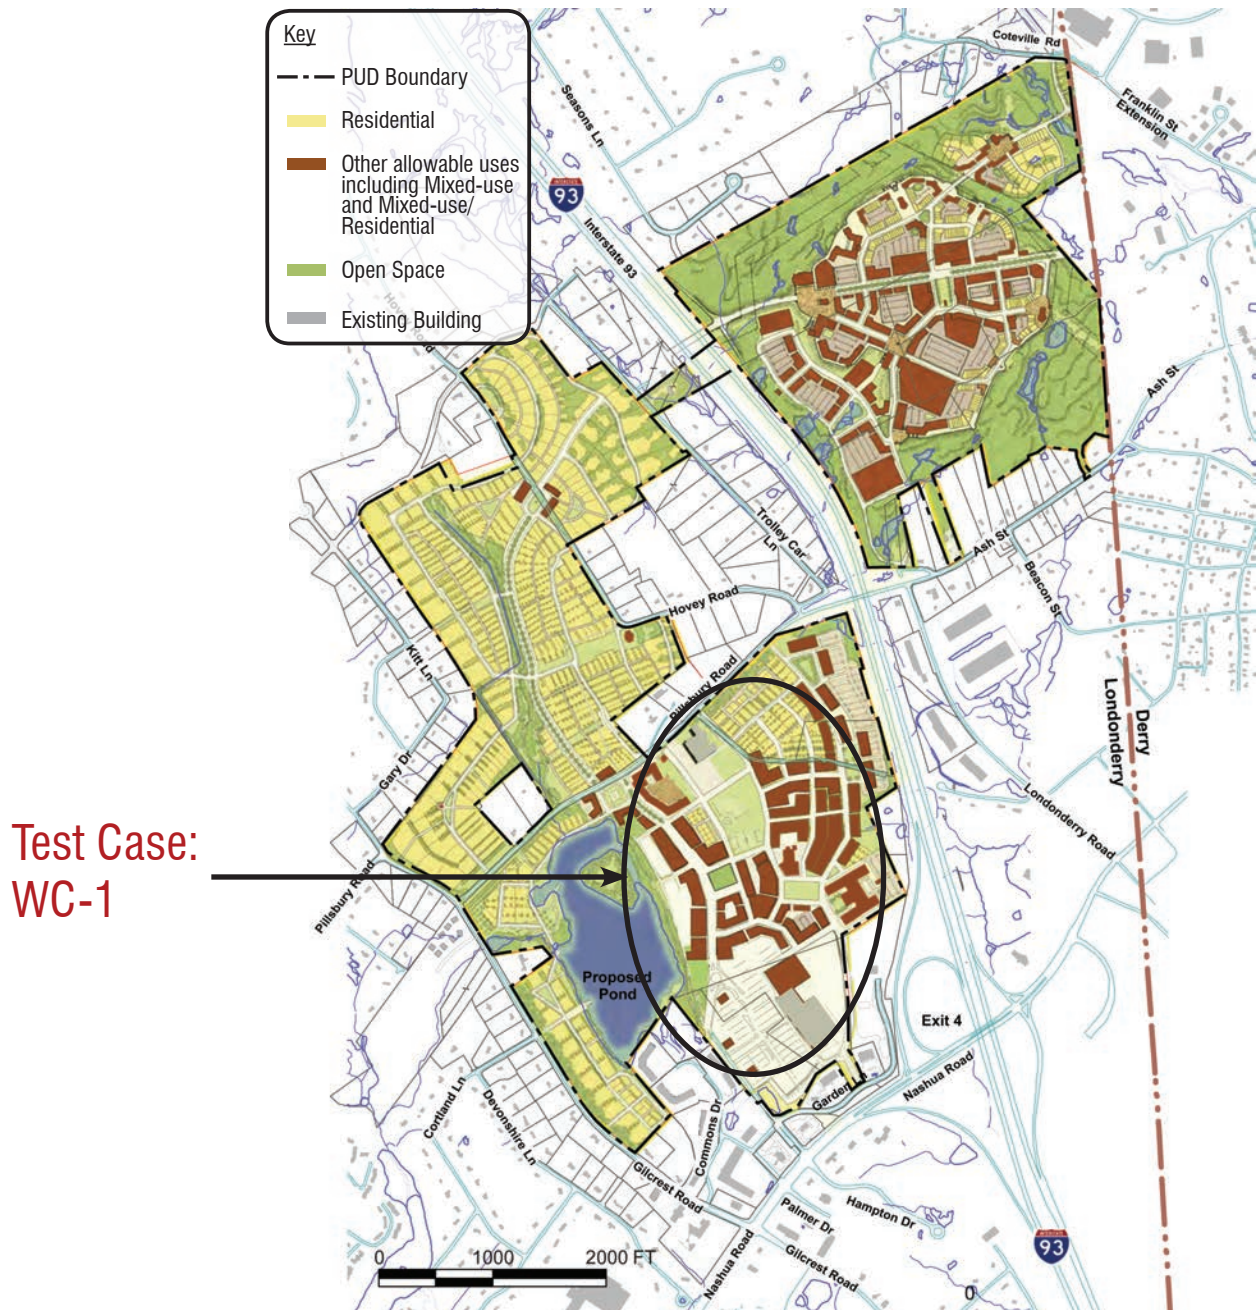 Key
PUD Boundary
Residential
Other allowable uses
including Mixed-use
and Mixed-use/
Residential
Open Space
Existing Building
Coteville Rd
Franklin St
Extension
Seasons Ln
93
Interstate 93
Road
Ash St
Trolley Car
Ln
Ash St
Beacon St
Hovey Road
Kitt Ln
Pillsbury Road
Derry
Londonderry
Gary Dr
Londonderry Road
Test Case:
WC-1
Pillsbury Road
Proposed
Pond
Exit 4
Nashua Road
Garden
Cortland Ln
Devonshire Ln
Commons Dr
Gilcrest Road
Palmer Dr
Hampton Dr
Nashua Road
Gilcrest Road
93
0 1000 2000 FT
0